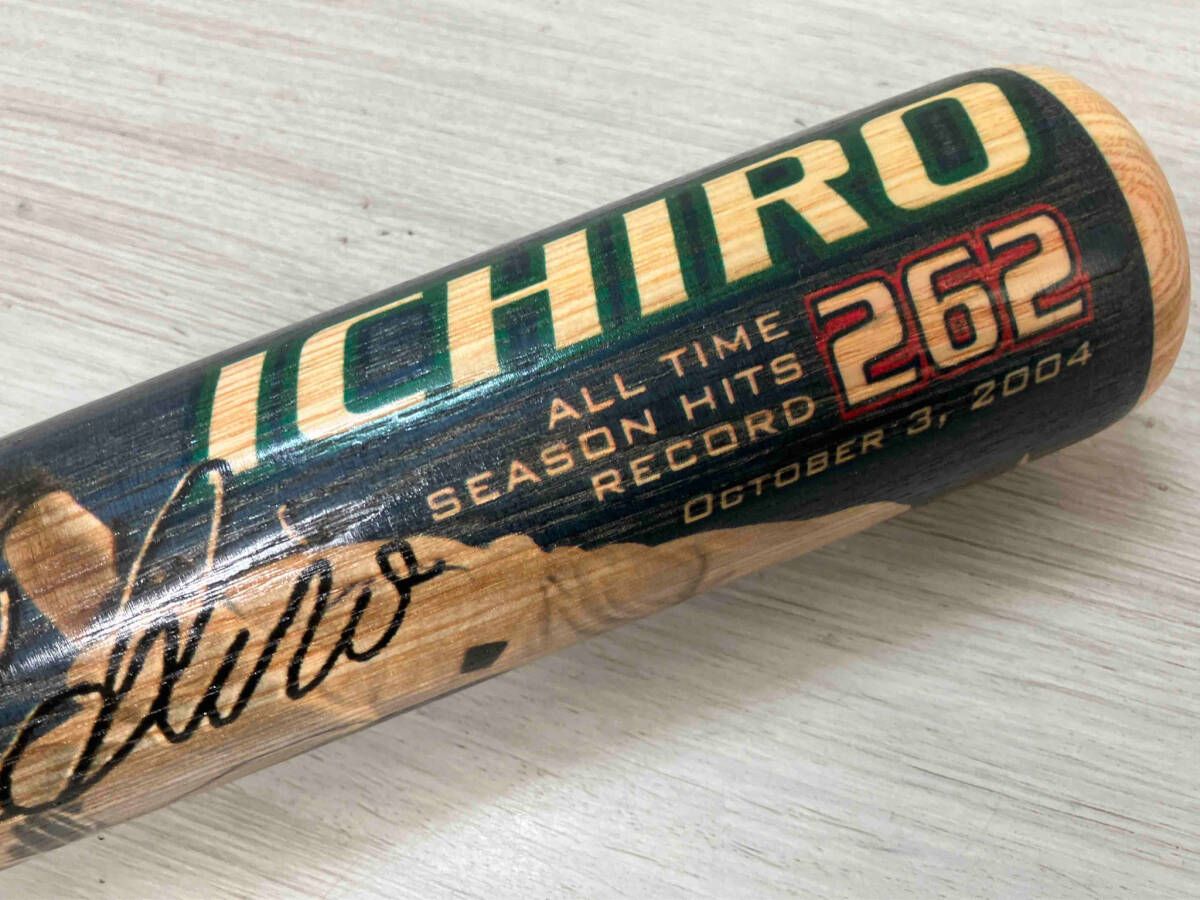 ICHIRO
ALL TIME
SEASON HITS
RECORD
262
OCTOBER 3, 2004